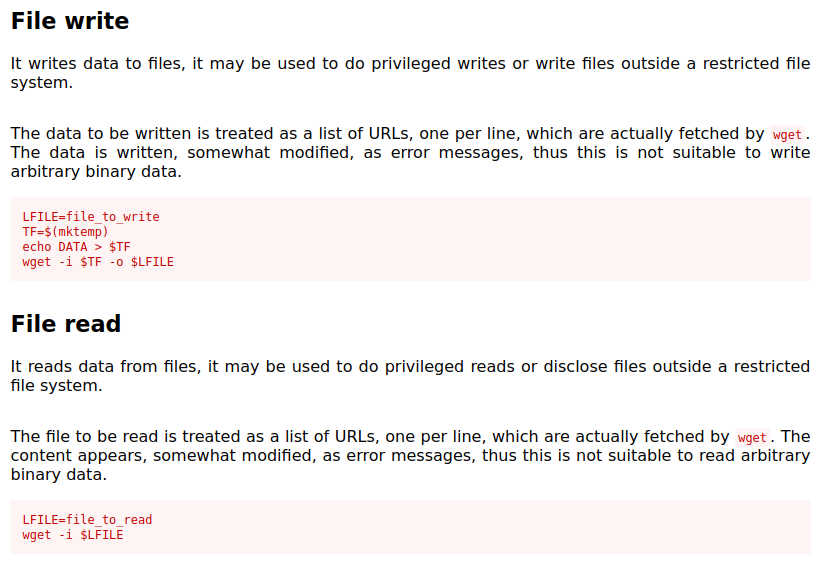 File write
It writes data to files, it may be used to do privileged writes or write files outside a restricted file
system.
The data to be written is treated as a list of URLs, one per line, which are actually fetched by wget.
The data is written, somewhat modified, as error messages, thus this is not suitable to write
arbitrary binary data.
LFILE=file_to_write
TF=$(mktemp)
echo DATA > $TF
wget -i $TF -o $LFILE
File read
It reads data from files, it may be used to do privileged reads or disclose files outside a restricted
file system.
The file to be read is treated as a list of URLs, one per line, which are actually fetched by wget. The
content appears, somewhat modified, as error messages, thus this is not suitable to read arbitrary
binary data.
LFILE=file_to_read
wget -i $LFILE